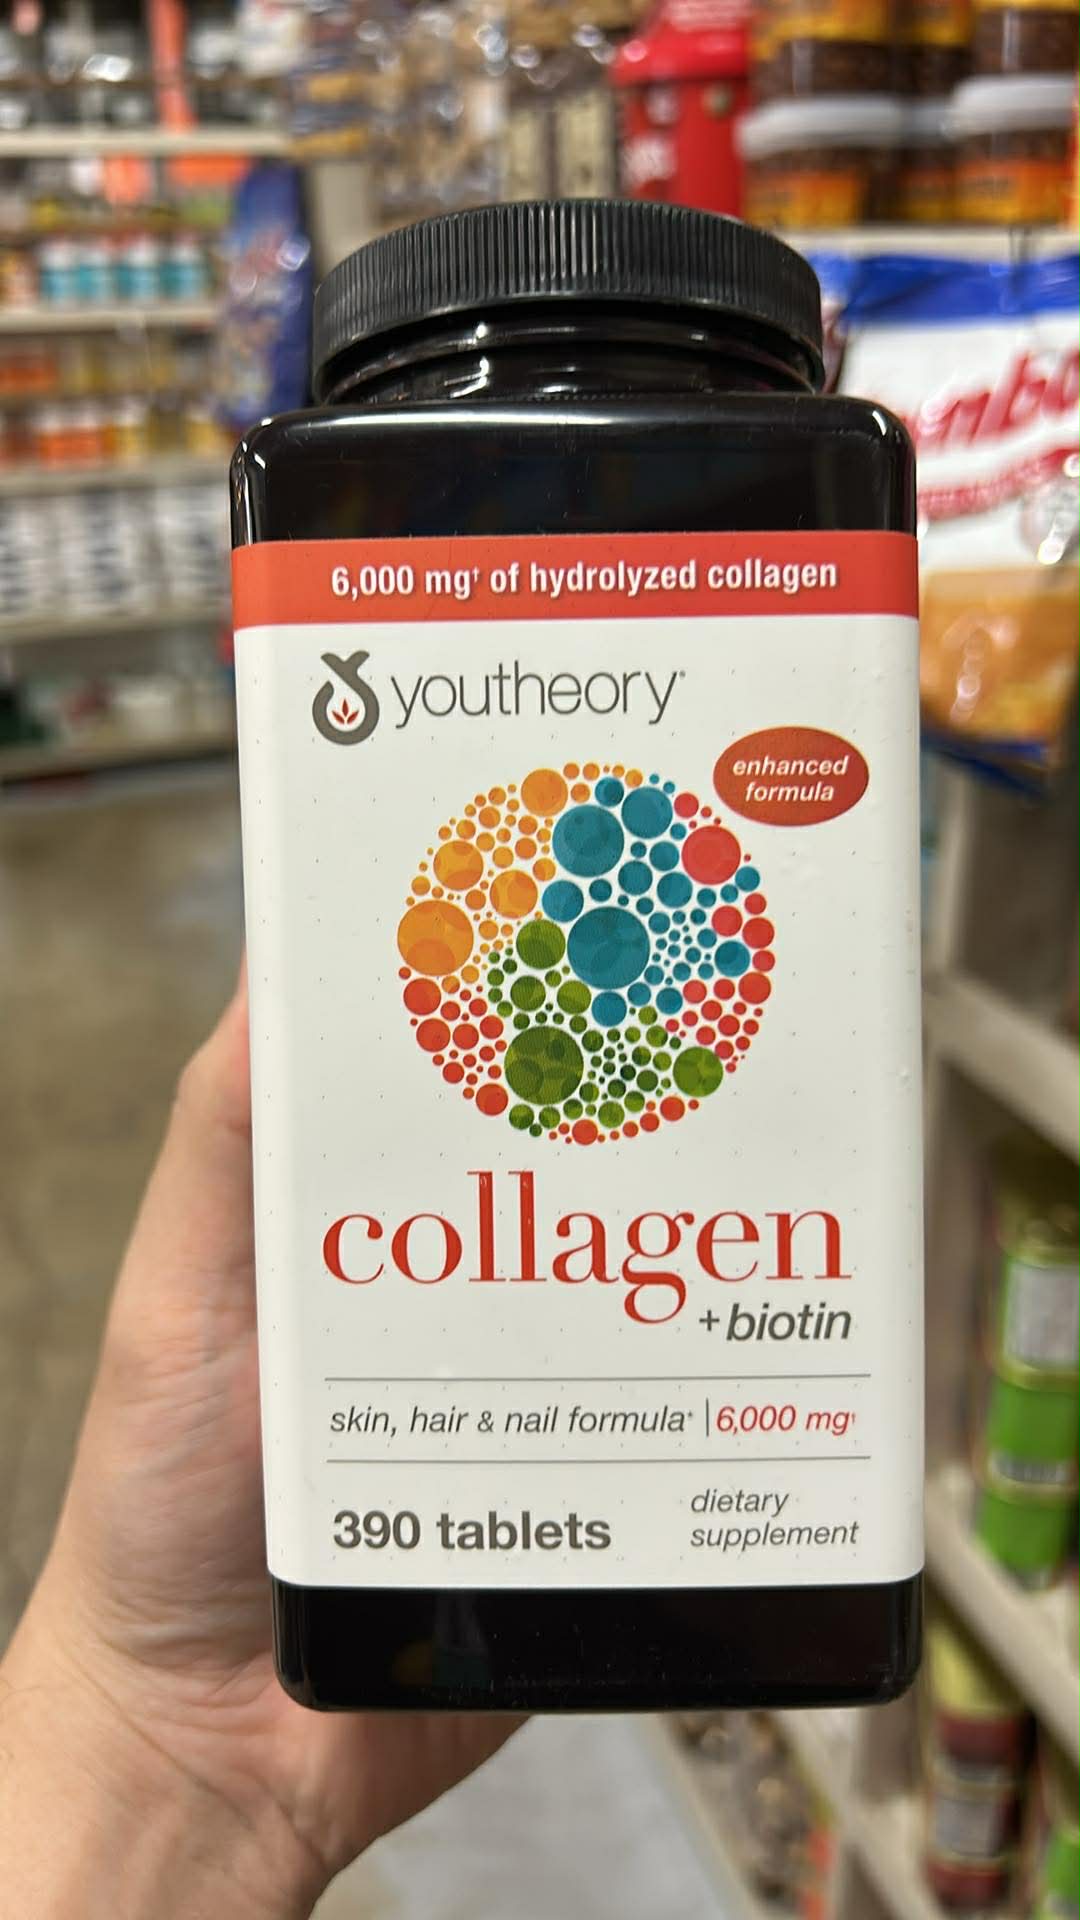 6,000 mg† of hydrolyzed collagen
youtheory®
enhanced
formula
collagen
+biotin
skin, hair & nail formula* | 6,000 mg†
390 tablets
dietary
supplement